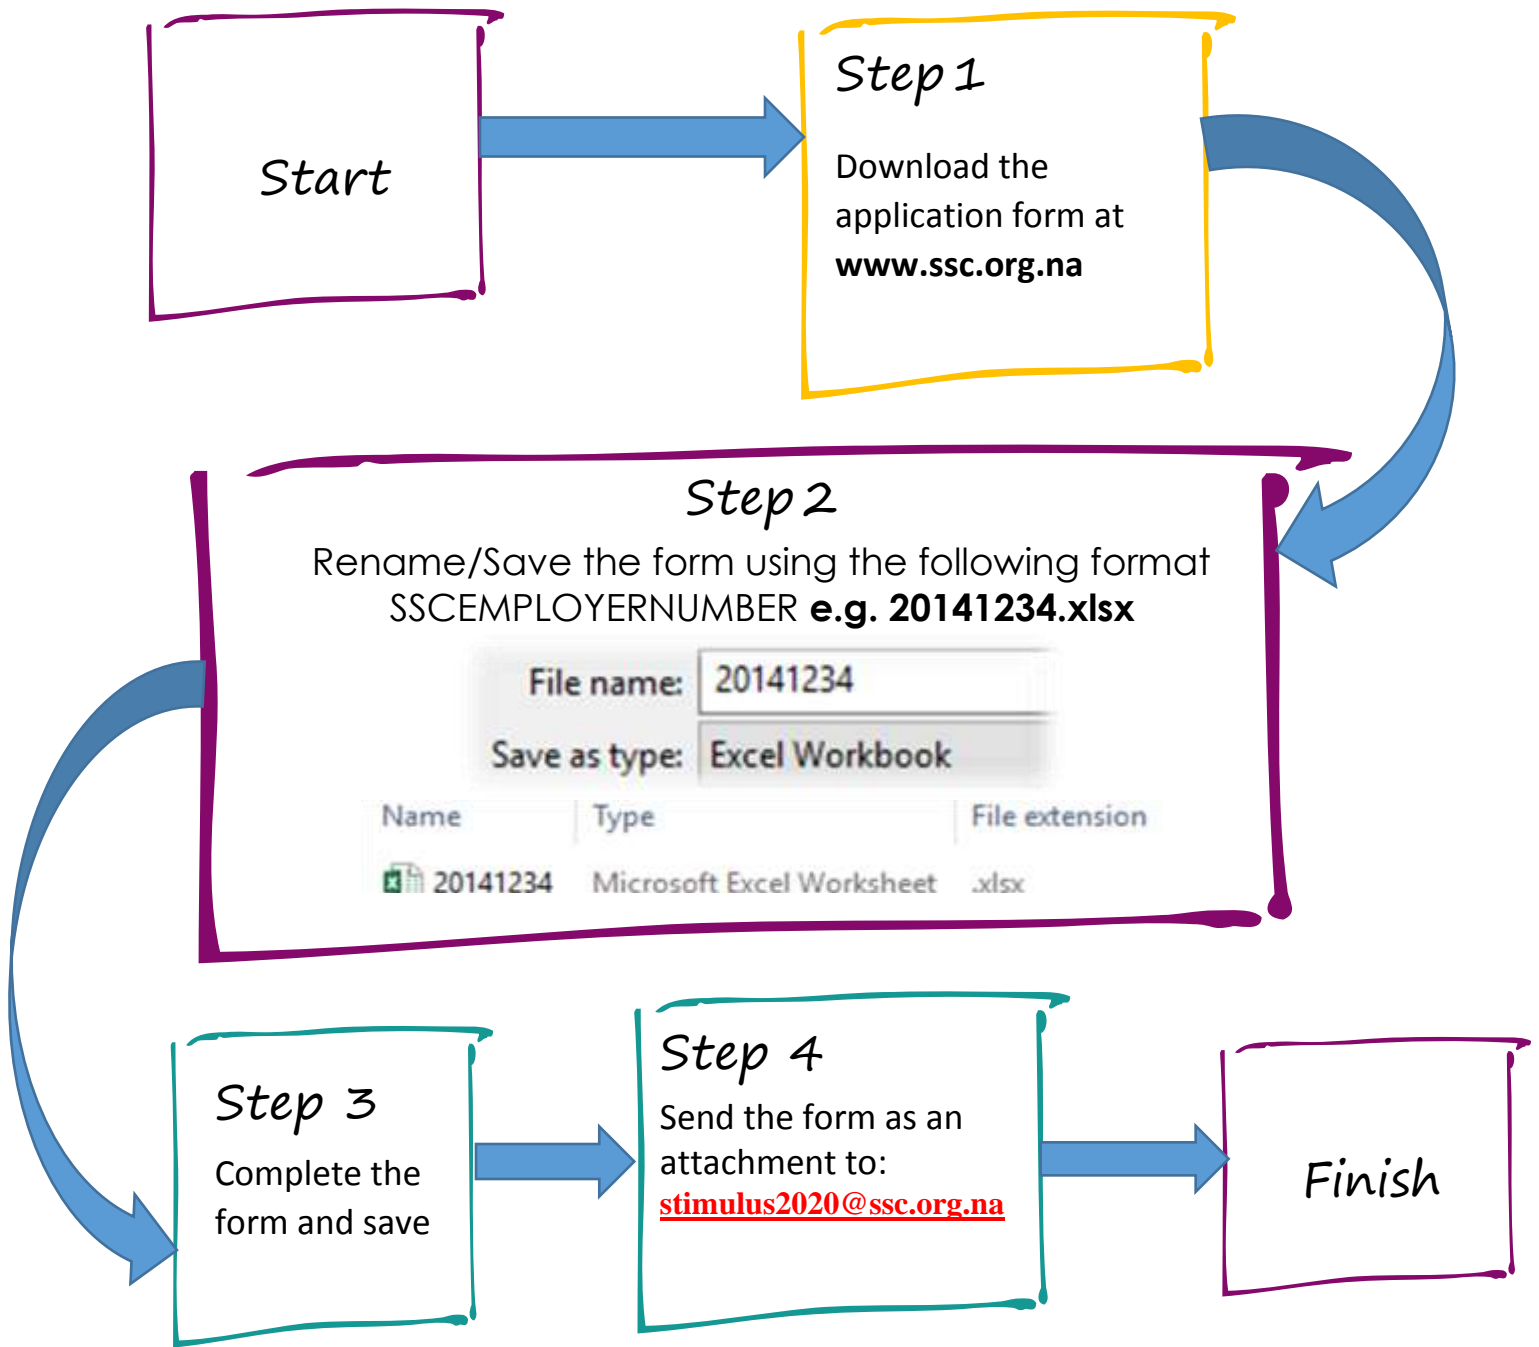 Start
Step 1
Download the
application form at
www.ssc.org.na
Step 2
Rename/Save the form using the following format
SSCEMPLOYERNUMBER e.g. 20141234.xlsx
File name: 20141234
Save as type: Excel Workbook
Name Type File extension
20141234 Microsoft Excel Worksheet .xlsx
Step 3
Complete the
form and save
Step 4
Send the form as an
attachment to:
stimulus2020@ssc.org.na
Finish